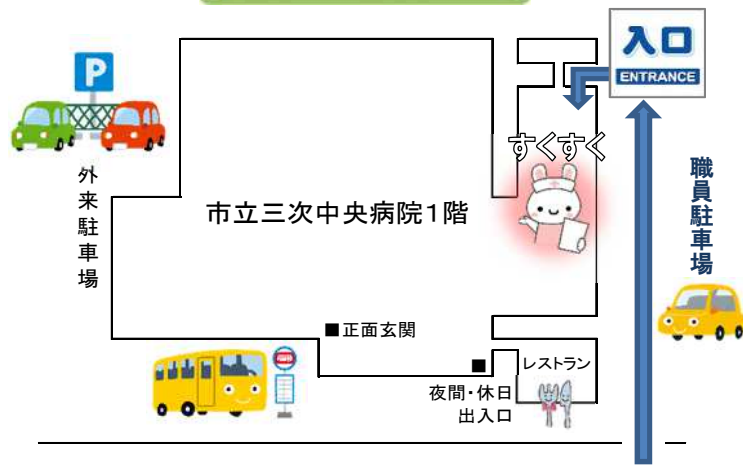 入口
ENTRANCE
P
すくすく
外来駐車場
市立三次中央病院1階
職員駐車場
■正面玄関
■
レストラン
夜間・休日
出入口